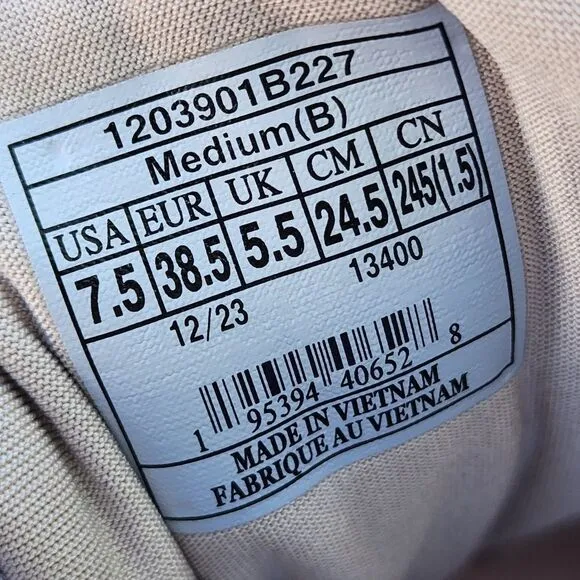 1203901B227
Medium(B)
USA EUR UK CM CN
7.5 38.5 5.5 24.5 245(1.5)
12/23 13400
1 95394 40652 8
MADE IN VIETNAM
FABRIQUE AU VIETNAM